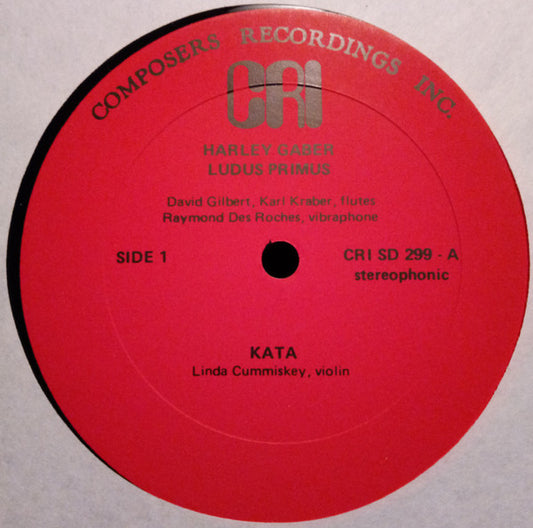 COMPOSERS RECORDINGS INC.
CRI
HARLEY GABER
LUDUS PRIMUS
David Gilbert, Karl Kraber, flutes
Raymond Des Roches, vibraphone
SIDE 1
CRI SD 299 - A
stereophonic
KATA
Linda Cummiskey, violin